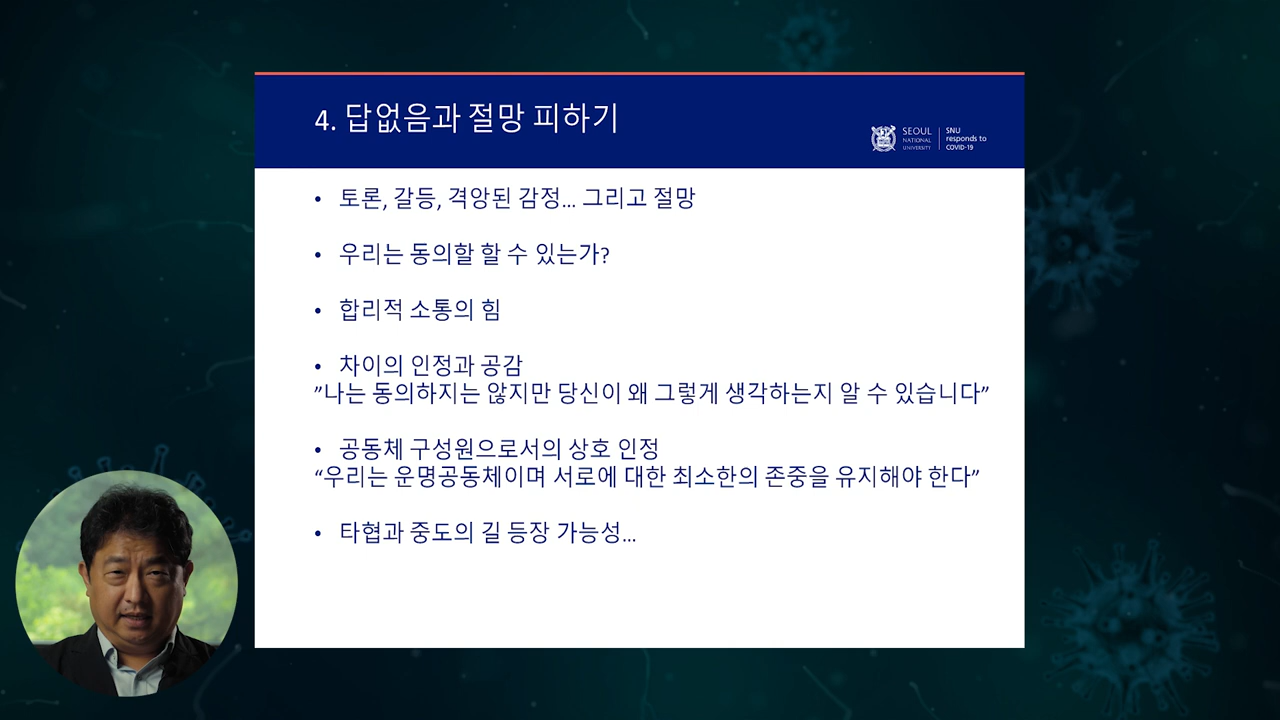 4. 답없음과 절망 피하기
SEOUL
NATIONAL
UNIVERSITY
SNU
responds to
COVID-19
• 토론, 갈등, 격앙된 감정... 그리고 절망
• 우리는 동의할 할 수 있는가?
• 합리적 소통의 힘
• 차이의 인정과 공감
”나는 동의하지는 않지만 당신이 왜 그렇게 생각하는지 알 수 있습니다”
• 공동체 구성원으로서의 상호 인정
“우리는 운명공동체이며 서로에 대한 최소한의 존중을 유지해야 한다”
• 타협과 중도의 길 등장 가능성...